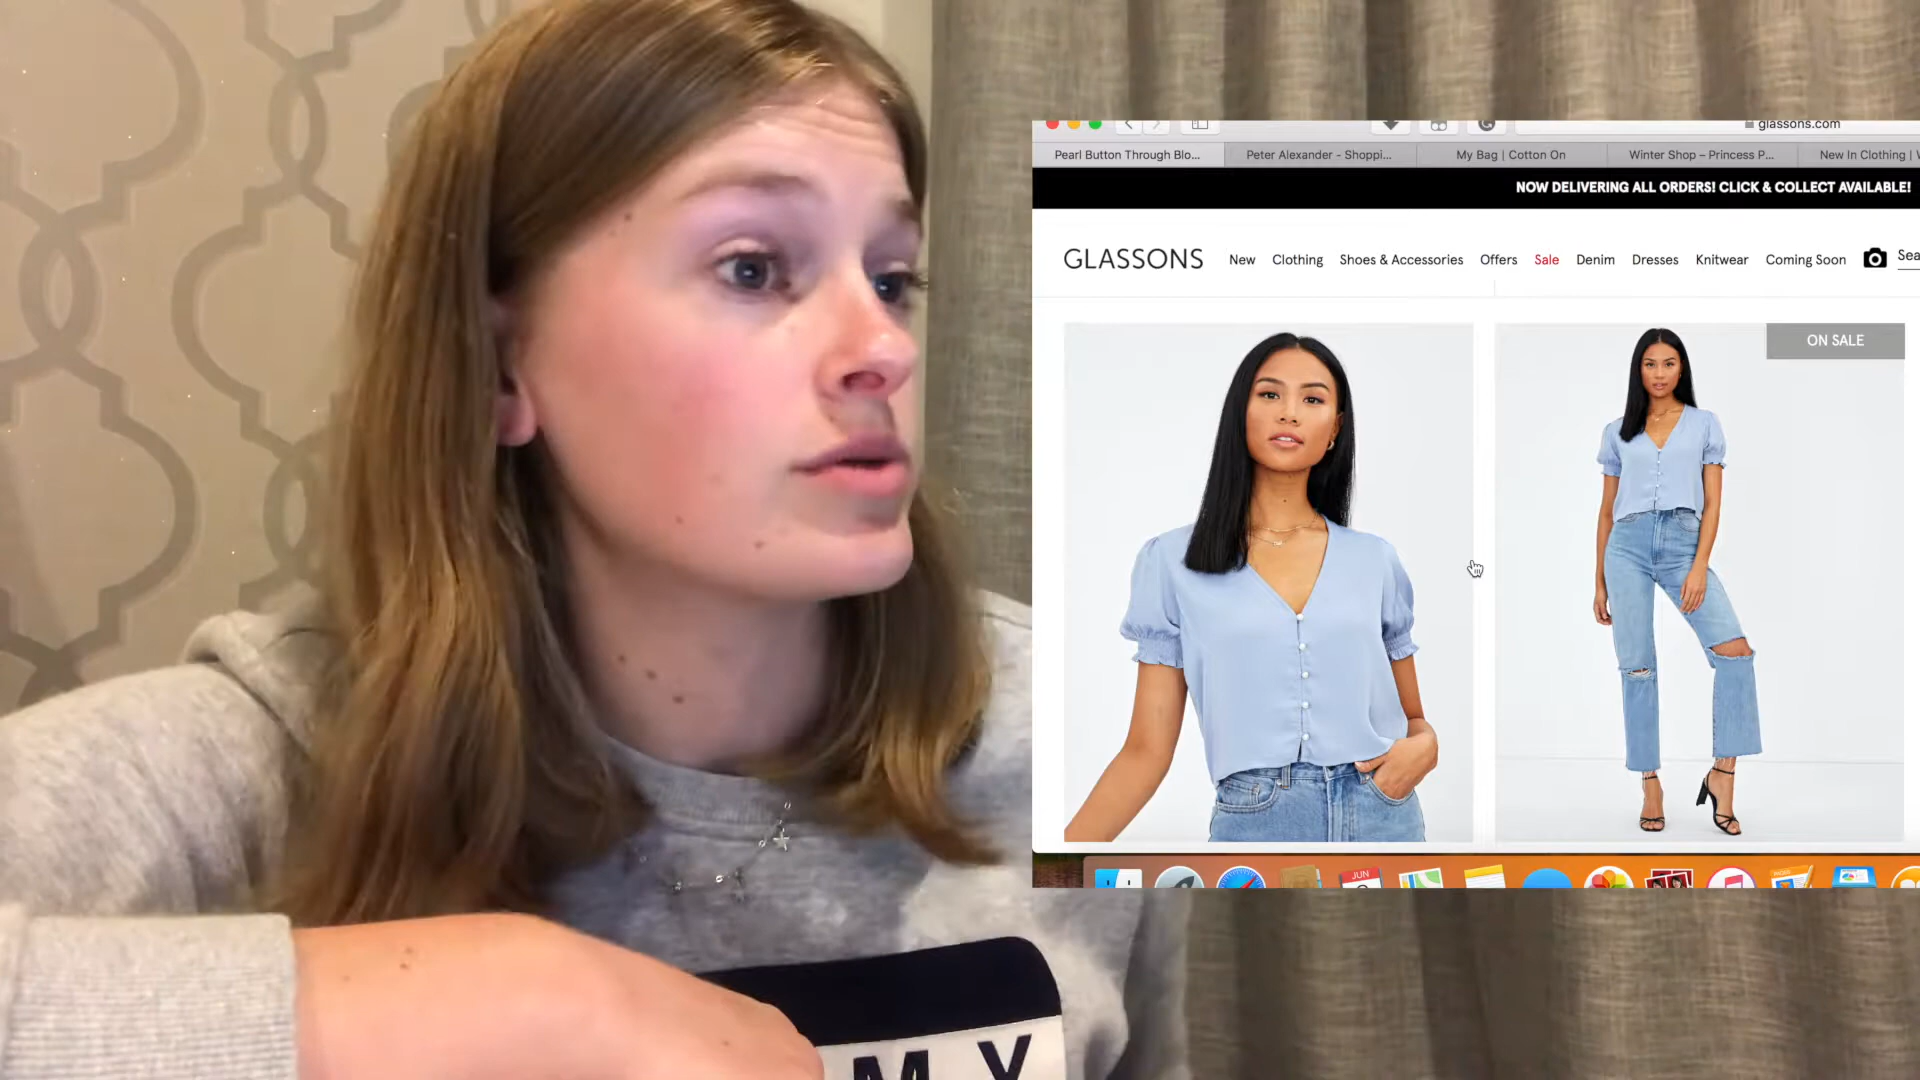 glassons.com
Pearl Button Through Blo...
Peter Alexander - Shoppi...
My Bag | Cotton On
Winter Shop – Princess P...
New In Clothing |
NOW DELIVERING ALL ORDERS! CLICK & COLLECT AVAILABLE!
GLASSONS
New
Clothing
Shoes & Accessories
Offers
Sale
Denim
Dresses
Knitwear
Coming Soon
Sea
ON SALE
JUN
M Y